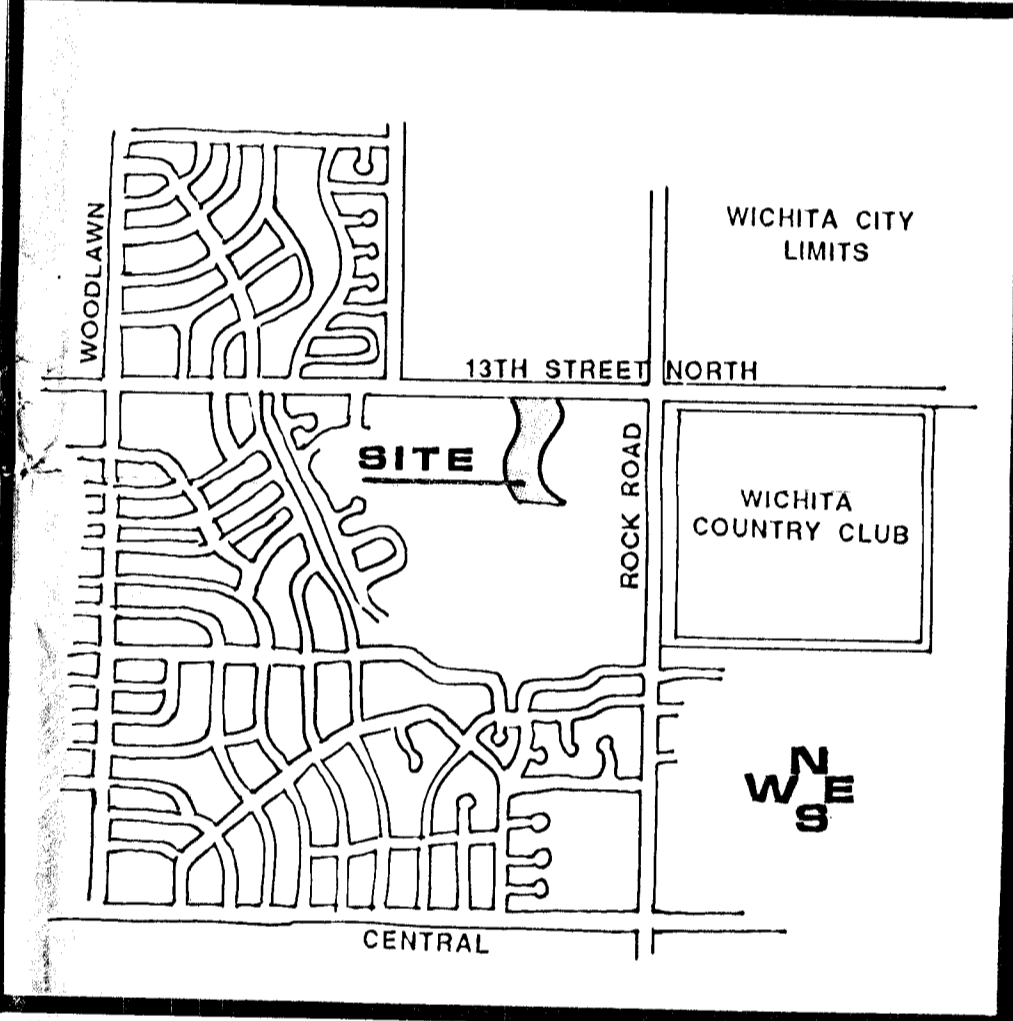 WICHITA CITY
LIMITS
WOODLAWN
13TH STREET NORTH
SITE
ROCK ROAD
WICHITA
COUNTRY CLUB
N
W E
S
CENTRAL